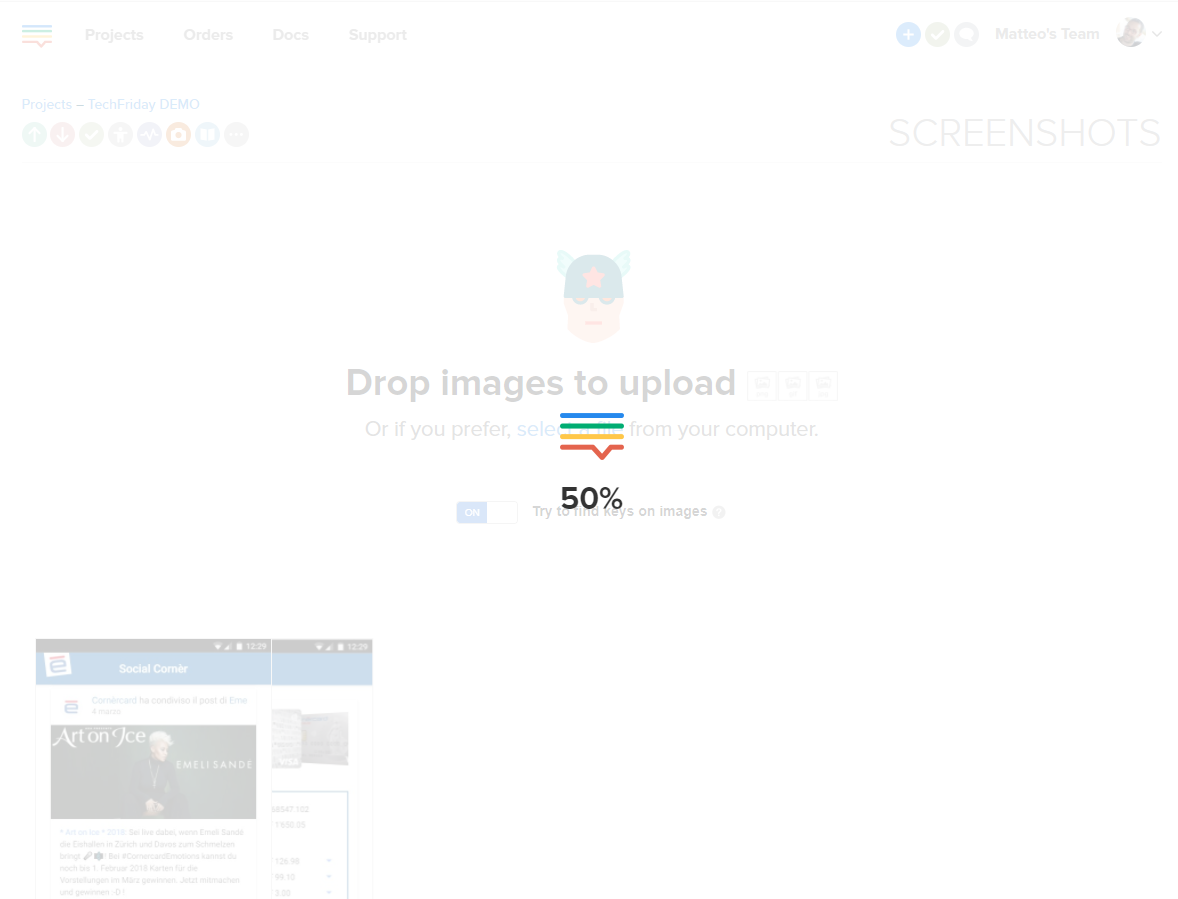 Projects Orders Docs Support Matteo's Team
Projects – TechFriday DEMO
SCREENSHOTS
Drop images to upload
Or if you prefer, select a file from your computer.
50%
ON Try to find keys on images ?
12:29 12:29
Social Cornèr
Cornèrcard ha condiviso il post di Eme
4 marzo
Art on Ice
EMELI SANDE
VISA
* Art on Ice * 2018: Sei live dabei, wenn Emeli Sandé
die Eishallen in Zürich und Davos zum Schmelzen
bringt Bei #CornercardEmotions kannst du
noch bis 1. Februar 2018 Karten für die
Vorstellungen im März gewinnen. Jetzt mitmachen
und gewinnen :-D |
1'950.05
126.98
99.10
3.00